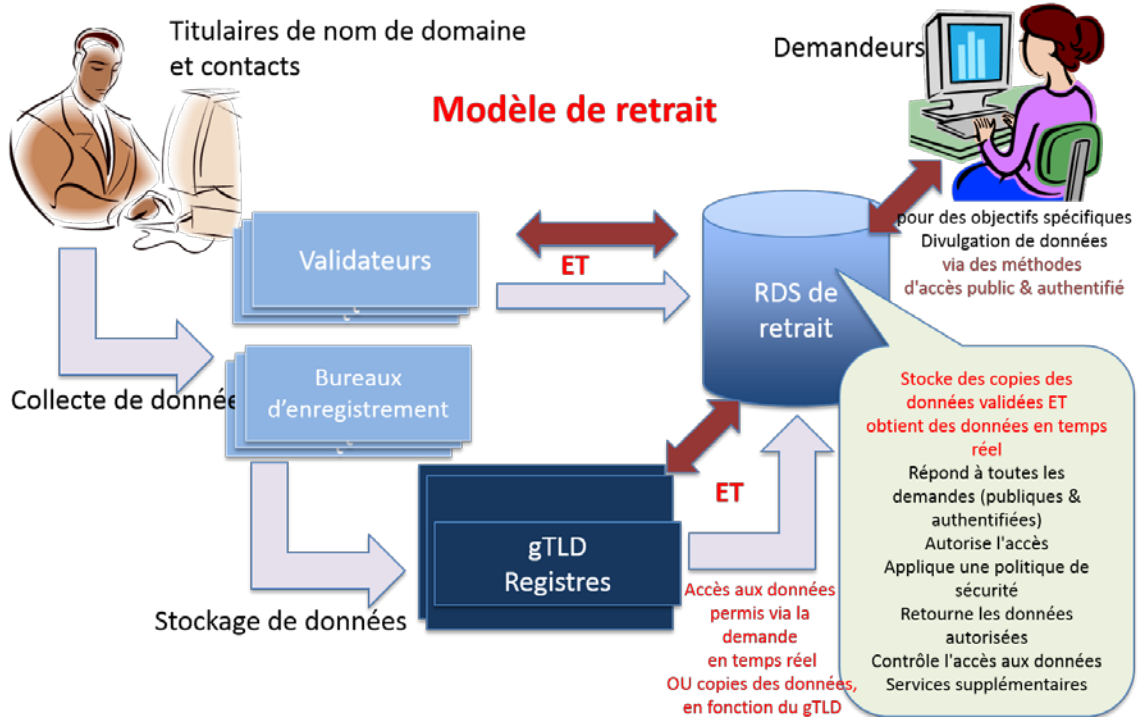 Titulaires de nom de domaine
et contacts
Demandeurs
Modèle de retrait
pour des objectifs spécifiques
Divulgation de données
via des méthodes
d'accès public & authentifié
Validateurs
ET
RDS de
retrait
Bureaux
d'enregistrement
Collecte de donnée
Stocke des copies des
données validées ET
obtient des données en temps
réel
Répond à toutes les
demandes (publiques &
authentifiées)
Autorise l'accès
Applique une politique de
sécurité
Retourne les données
autorisées
Contrôle l'accès aux données
Services supplémentaires
ET
gTLD
Registres
Stockage de données
Accès aux données
permis via la
demande
en temps réel
OU copies des données,
en fonction du gTLD